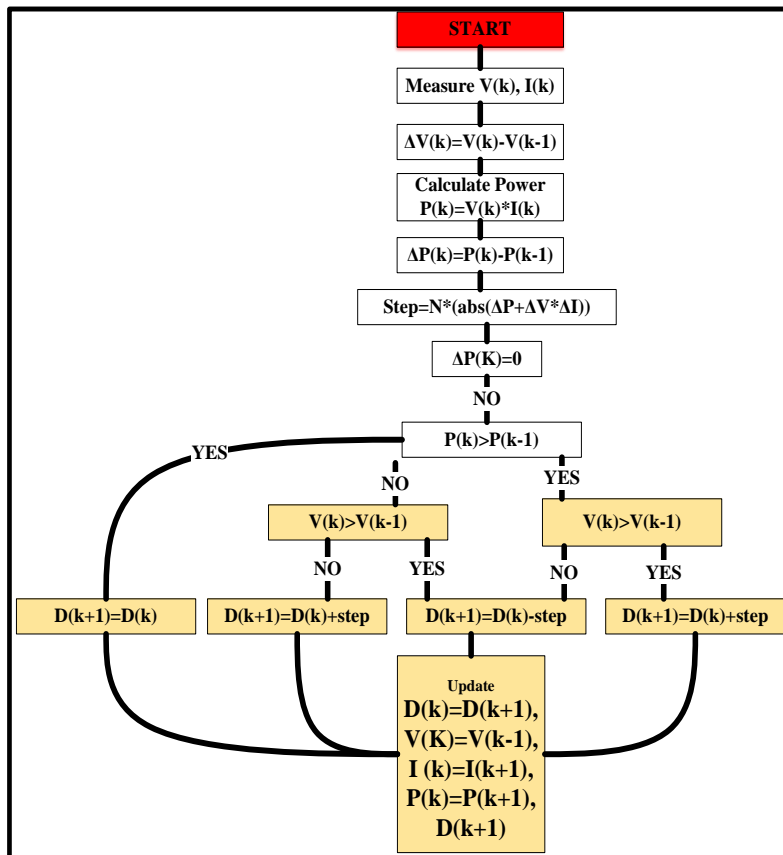 START
Measure V(k), I(k)
ΔV(k)=V(k)-V(k-1)
Calculate Power
P(k)=V(k)*I(k)
ΔP(k)=P(k)-P(k-1)
Step=N*(abs(ΔP+ΔV*ΔI))
ΔP(K)=0
NO
P(k)>P(k-1)
YES
NO
YES
V(k)>V(k-1)
V(k)>V(k-1)
NO
YES
NO
YES
D(k+1)=D(k)
D(k+1)=D(k)+step
D(k+1)=D(k)-step
D(k+1)=D(k)+step
Update
D(k)=D(k+1),
V(K)=V(k-1),
I (k)=I(k+1),
P(k)=P(k+1),
D(k+1)